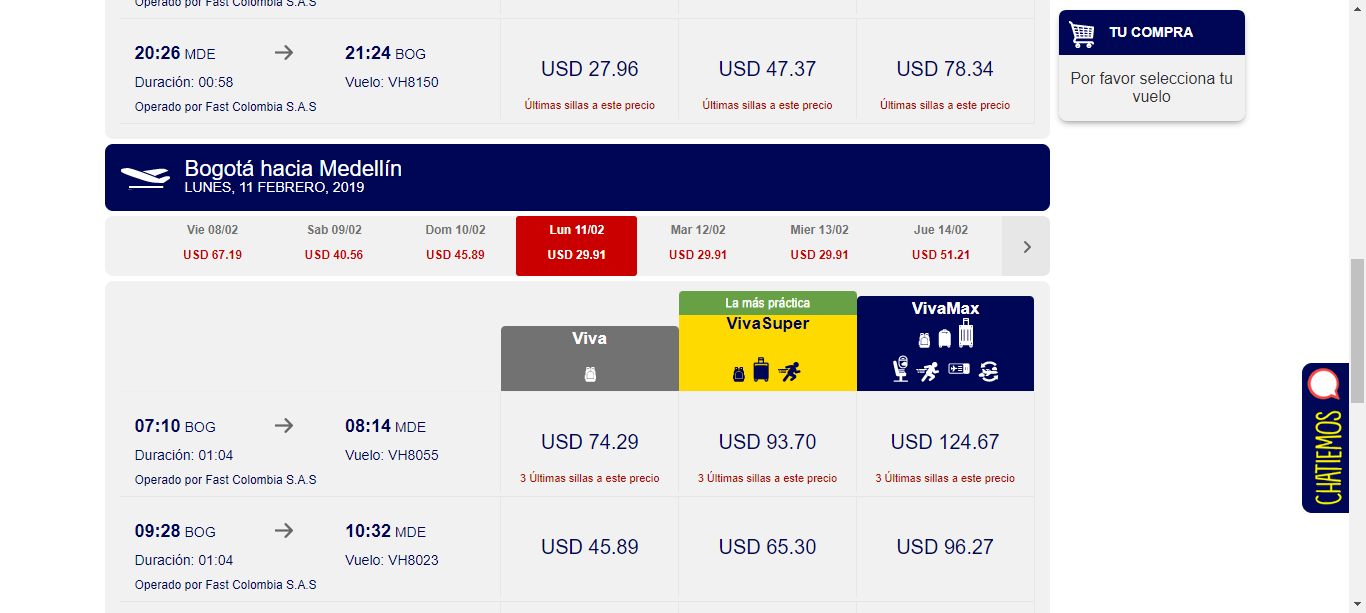 Operado por Fast Colombia S.A.S
20:26 MDE
21:24 BOG
Duración: 00:58
Vuelo: VH8150
Operado por Fast Colombia S.A.S
USD 27.96
Últimas sillas a este precio
USD 47.37
Últimas sillas a este precio
USD 78.34
Últimas sillas a este precio
TU COMPRA
Por favor selecciona tu
vuelo
Bogotá hacia Medellín
LUNES, 11 FEBRERO, 2019
Vie 08/02
USD 67.19
Sab 09/02
USD 40.56
Dom 10/02
USD 45.89
Lun 11/02
USD 29.91
Mar 12/02
USD 29.91
Mier 13/02
USD 29.91
Jue 14/02
USD 51.21
Viva
La más práctica
VivaSuper
VivaMax
07:10 BOG
08:14 MDE
Duración: 01:04
Vuelo: VH8055
Operado por Fast Colombia S.A.S
USD 74.29
3 Últimas sillas a este precio
USD 93.70
3 Últimas sillas a este precio
USD 124.67
3 Últimas sillas a este precio
09:28 BOG
10:32 MDE
Duración: 01:04
Vuelo: VH8023
Operado por Fast Colombia S.A.S
USD 45.89
USD 65.30
USD 96.27
CHATIEMOS